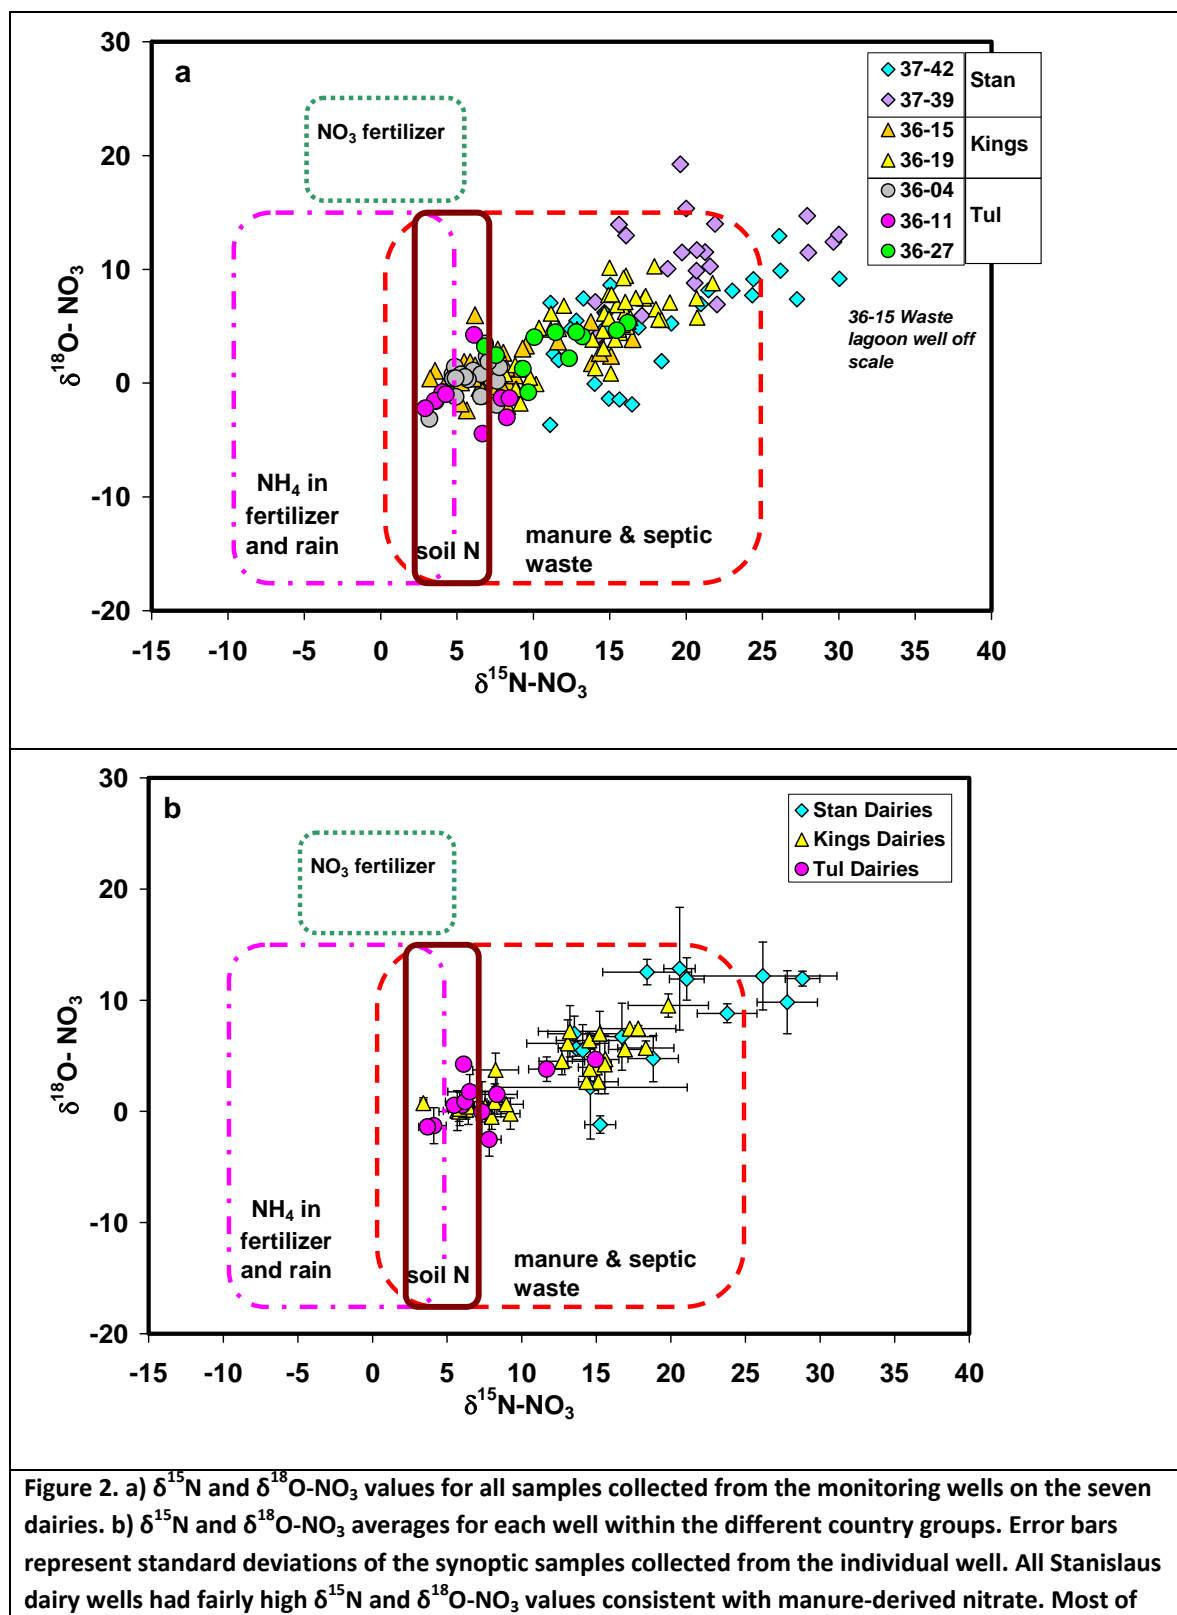 a
30
20
10
0
-10
-20
δ¹⁸O- NO₃
NO₃ fertilizer
37-42
37-39
Stan
36-15
36-19
Kings
36-04
36-11
36-27
Tul
36-15 Waste
lagoon well off
scale
NH₄ in
fertilizer
and rain
soil N
manure & septic
waste
-15 -10 -5 0 5 10 15 20 25 30 35 40
δ¹⁵N-NO₃
b
30
20
10
0
-10
-20
δ¹⁸O- NO₃
NO₃ fertilizer
Stan Dairies
Kings Dairies
Tul Dairies
NH₄ in
fertilizer
and rain
soil N
manure & septic
waste
-15 -10 -5 0 5 10 15 20 25 30 35 40
δ¹⁵N-NO₃
Figure 2. a) δ¹⁵N and δ¹⁸O-NO₃ values for all samples collected from the monitoring wells on the seven
dairies. b) δ¹⁵N and δ¹⁸O-NO₃ averages for each well within the different country groups. Error bars
represent standard deviations of the synoptic samples collected from the individual well. All Stanislaus
dairy wells had fairly high δ¹⁵N and δ¹⁸O-NO₃ values consistent with manure-derived nitrate. Most of